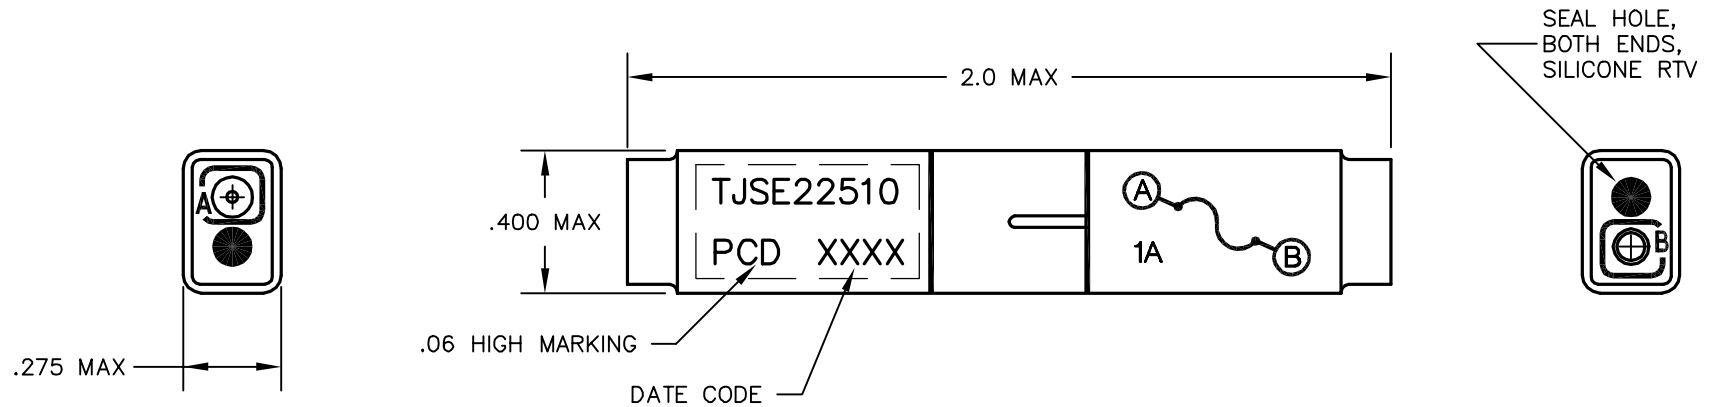 SEAL HOLE,
BOTH ENDS,
SILICONE RTV
2.0 MAX
A
.400 MAX
TJSE22510
PCD XXXX
A
1A
B
B
.06 HIGH MARKING
.275 MAX
DATE CODE